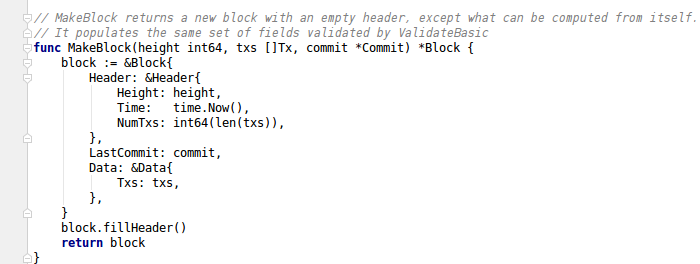 // MakeBlock returns a new block with an empty header, except what can be computed from itself.
// It populates the same set of fields validated by ValidateBasic
func MakeBlock(height int64, txs []Tx, commit *Commit) *Block {
    block := &Block{
        Header: &Header{
            Height: height,
            Time:   time.Now(),
            NumTxs: int64(len(txs)),
        },
        LastCommit: commit,
        Data: &Data{
            Txs: txs,
        },
    }
    block.fillHeader()
    return block
}